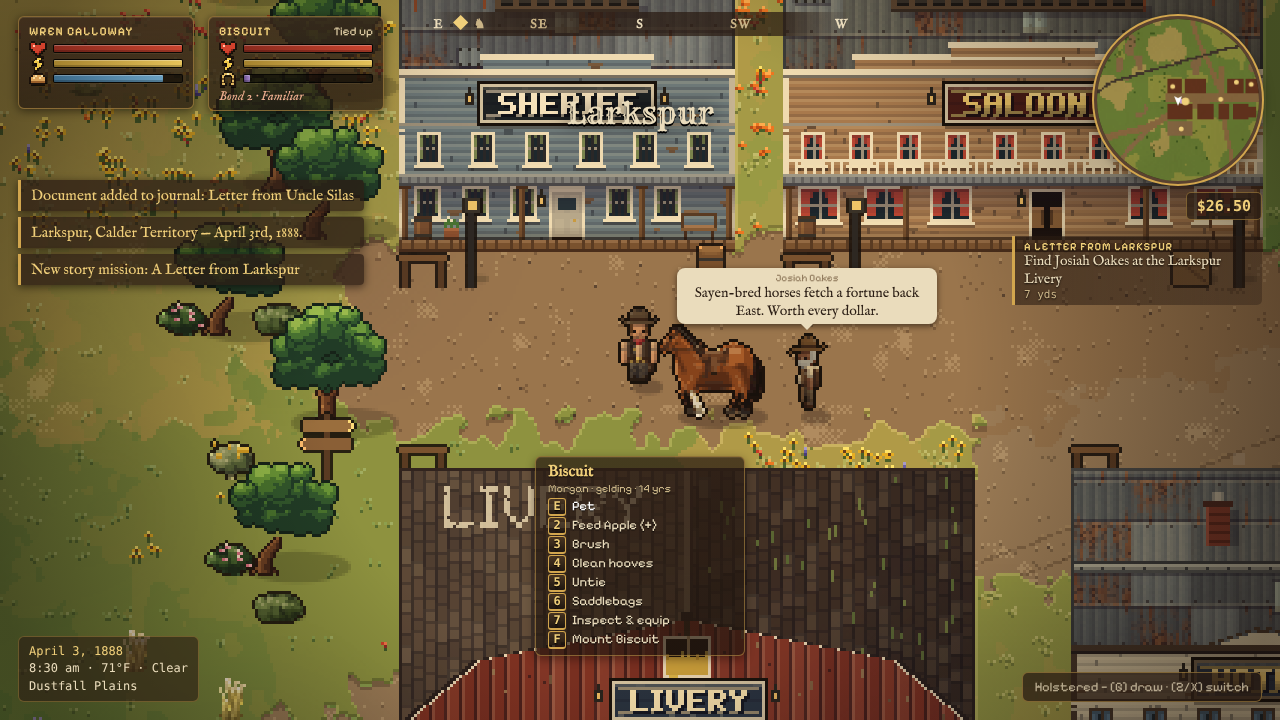 E
SE
S
SW
W
WREN CALLOWAY
BISCUIT
Tied up
Bond 2 · Familiar
SHERIFF
Larkspur
SALOON
$26.50
Document added to journal: Letter from Uncle Silas
Larkspur, Calder Territory — April 3rd, 1888.
New story mission: A Letter from Larkspur
A LETTER FROM LARKSPUR
Find Josiah Oakes at the Larkspur
Livery
7 yds
Josiah Oakes
Sayen-bred horses fetch a fortune back
East. Worth every dollar.
LIV
Biscuit
Morgan · gelding · 14 yrs
E Pet
2 Feed Apple (+)
3 Brush
4 Clean hooves
5 Untie
6 Saddlebags
7 Inspect & equip
F Mount Biscuit
LIVERY
April 3, 1888
8:30 am · 71°F · Clear
Dustfall Plains
Holstered - (G) draw · (Z/X) switch